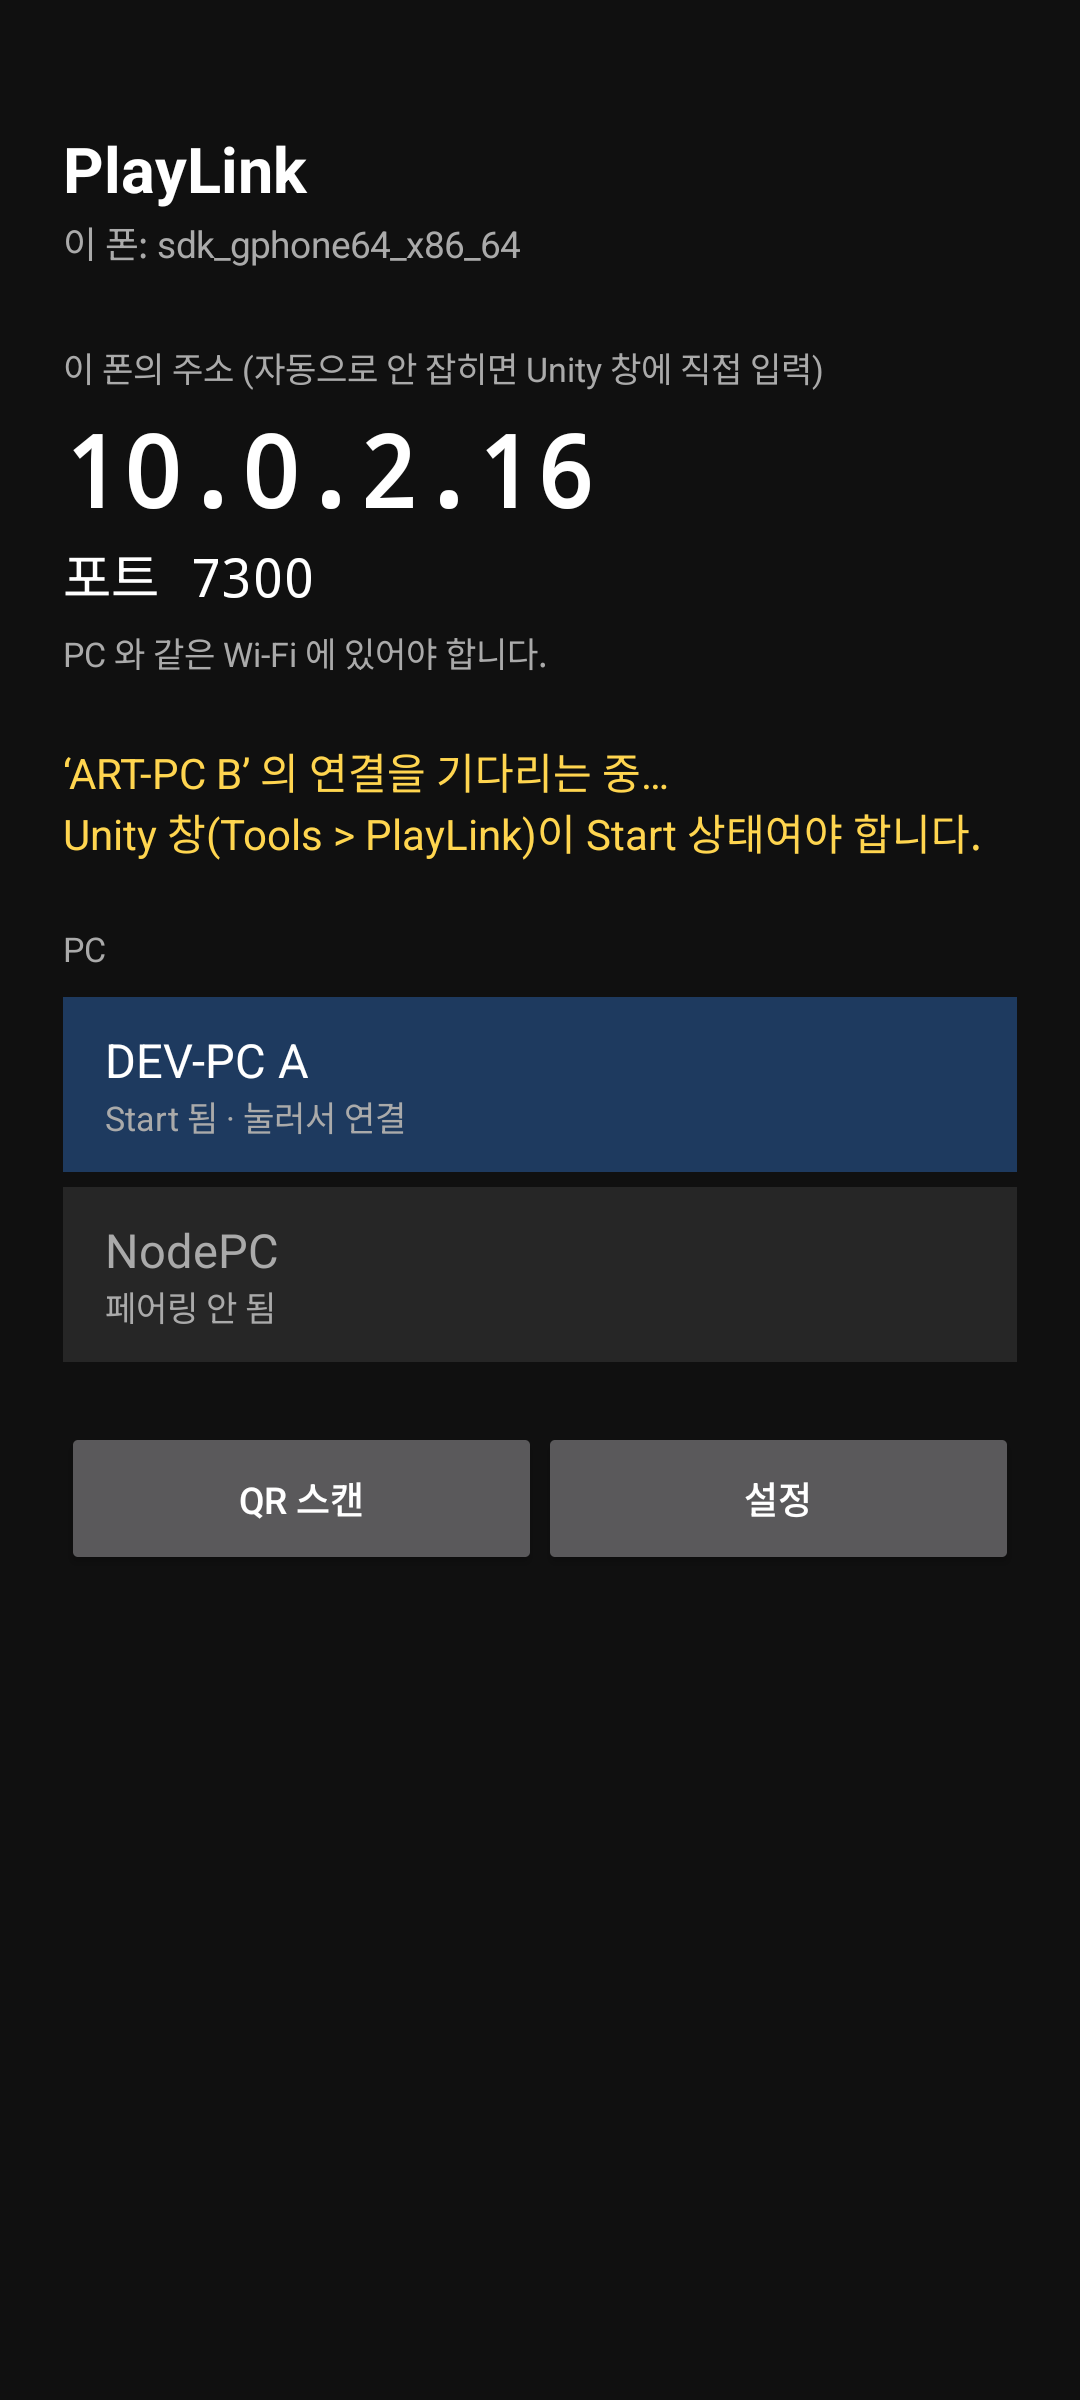 PlayLink
이 폰: sdk_gphone64_x86_64
이 폰의 주소 (자동으로 안 잡히면 Unity 창에 직접 입력)
10.0.2.16
포트 7300
PC 와 같은 Wi-Fi 에 있어야 합니다.
‘ART-PC B’ 의 연결을 기다리는 중…
Unity 창(Tools > PlayLink)이 Start 상태여야 합니다.
PC
DEV-PC A
Start 됨 · 눌러서 연결
NodePC
페어링 안 됨
QR 스캔
설정